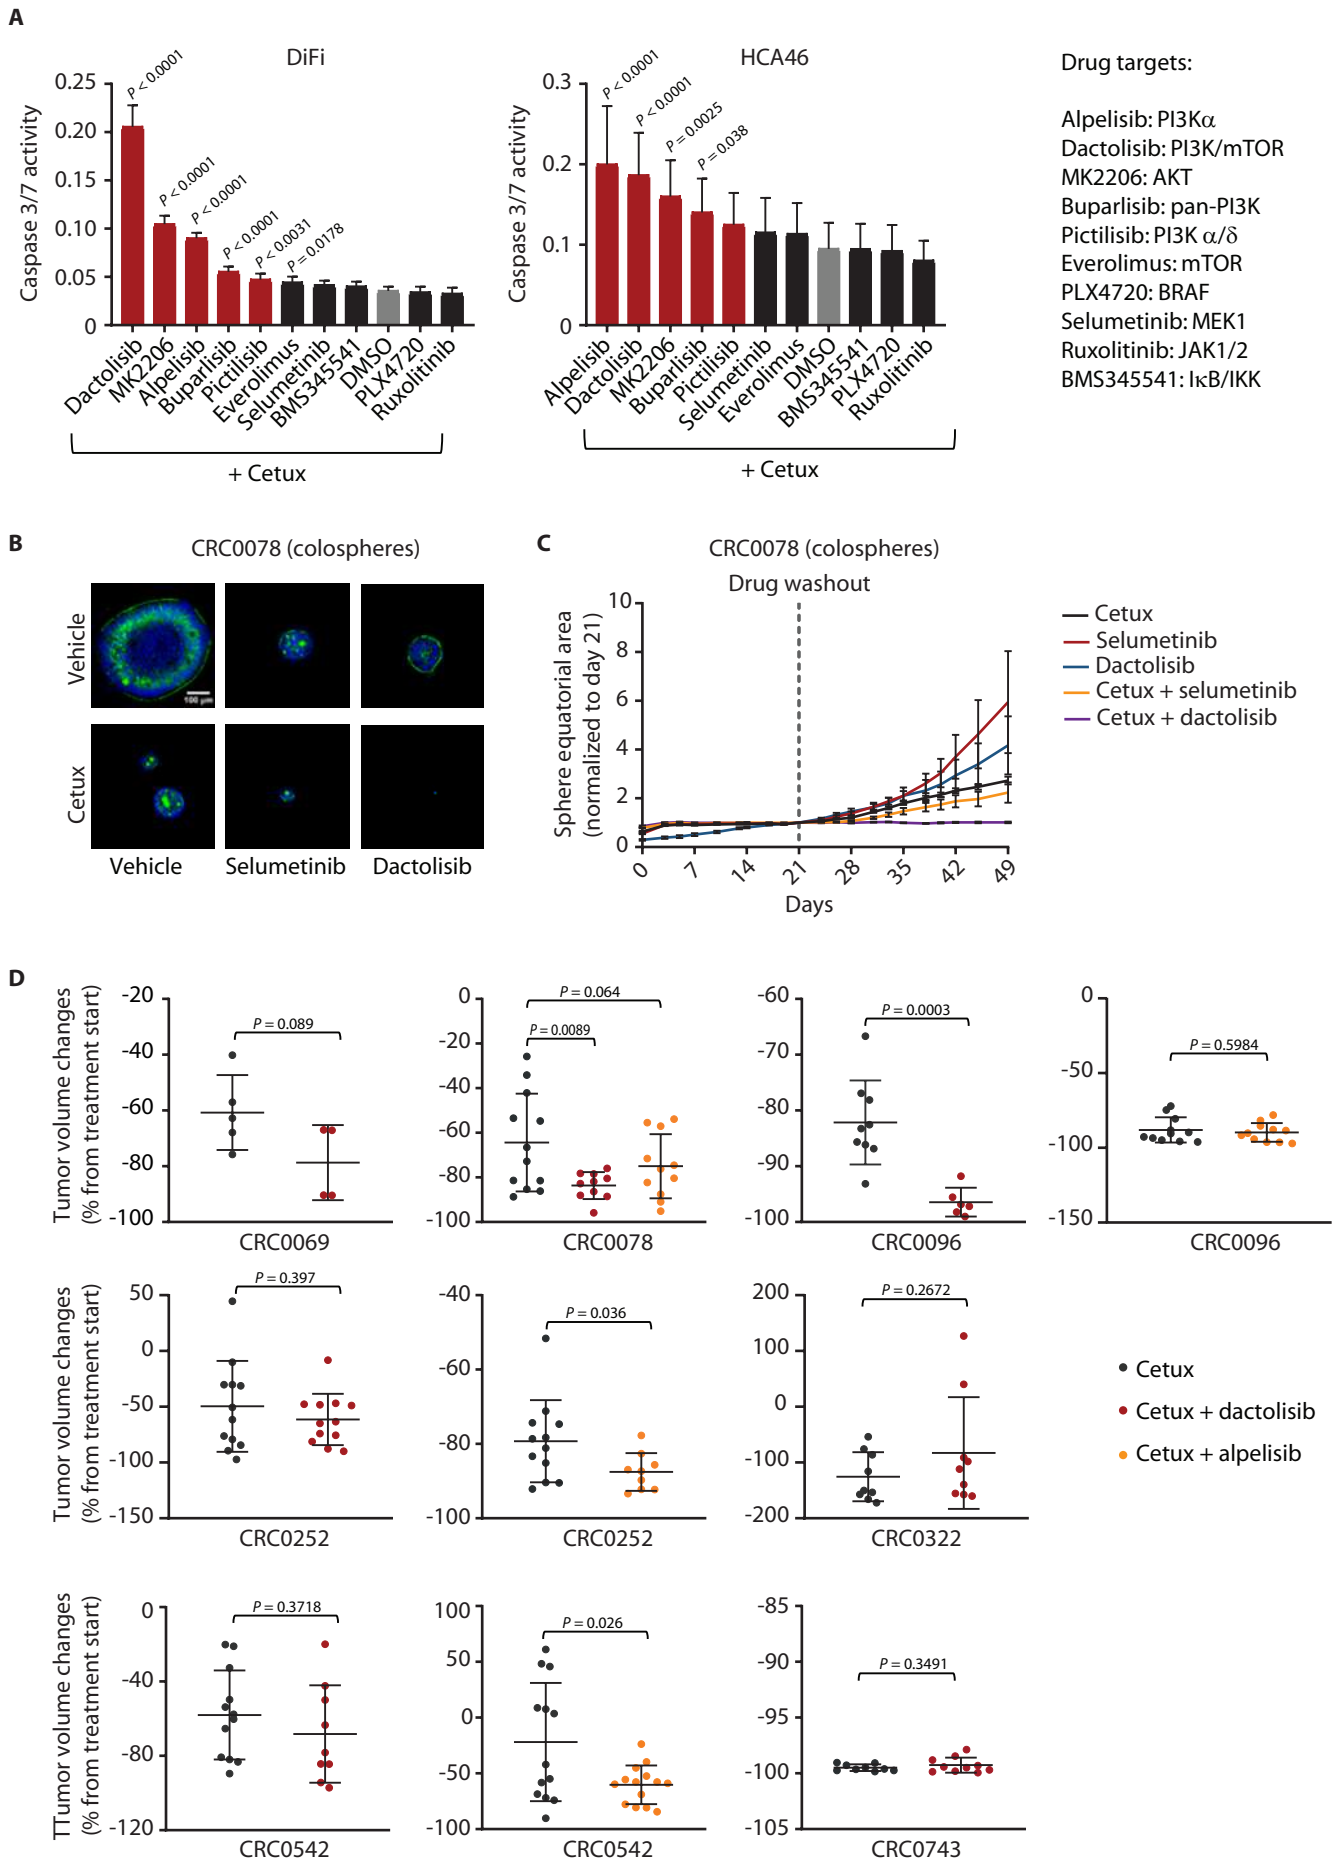 A
DiFi
Caspase 3/7 activity
0.25
0.20
0.15
0.10
0.05
0
P < 0.0001
P < 0.0001
P < 0.0001
P < 0.0001
P < 0.0031
P = 0.0178
Dactolisib
MK2206
Alpelisib
Buparlisib
Pictilisib
Everolimus
Selumetinib
BMS345541
DMSO
PLX4720
Ruxolitinib
+ Cetux
HCA46
Caspase 3/7 activity
0.3
0.2
0.1
0
P < 0.0001
P < 0.0001
P = 0.0025
P = 0.038
Alpelisib
Dactolisib
MK2206
Buparlisib
Pictilisib
Selumetinib
Everolimus
DMSO
BMS345541
PLX4720
Ruxolitinib
+ Cetux
Drug targets:
Alpelisib: PI3Kα
Dactolisib: PI3K/mTOR
MK2206: AKT
Buparlisib: pan-PI3K
Pictilisib: PI3K α/δ
Everolimus: mTOR
PLX4720: BRAF
Selumetinib: MEK1
Ruxolitinib: JAK1/2
BMS345541: IκB/IKK
B
CRC0078 (colospheres)
Vehicle
100 μm
Cetux
Vehicle
Selumetinib
Dactolisib
C
CRC0078 (colospheres)
Drug washout
Sphere equatorial area
(normalized to day 21)
10
8
6
4
2
0
0
7
14
21
28
35
42
49
Days
Cetux
Selumetinib
Dactolisib
Cetux + selumetinib
Cetux + dactolisib
D
Tumor volume changes
(% from treatment start)
-20
-40
-60
-80
-100
P = 0.089
CRC0069
0
-20
-40
-60
-80
-100
P = 0.064
P = 0.0089
CRC0078
-60
-70
-80
-90
-100
P = 0.0003
CRC0096
0
-50
-100
-150
P = 0.5984
CRC0096
Tumor volume changes
(% from treatment start)
50
0
-50
-100
-150
P = 0.397
CRC0252
-40
-60
-80
-100
P = 0.036
CRC0252
200
100
0
-100
-200
P = 0.2672
CRC0322
Cetux
Cetux + dactolisib
Cetux + alpelisib
TTumor volume changes
(% from treatment start)
0
-40
-80
-120
P = 0.3718
CRC0542
100
50
0
-50
-100
P = 0.026
CRC0542
-85
-90
-95
-100
-105
P = 0.3491
CRC0743